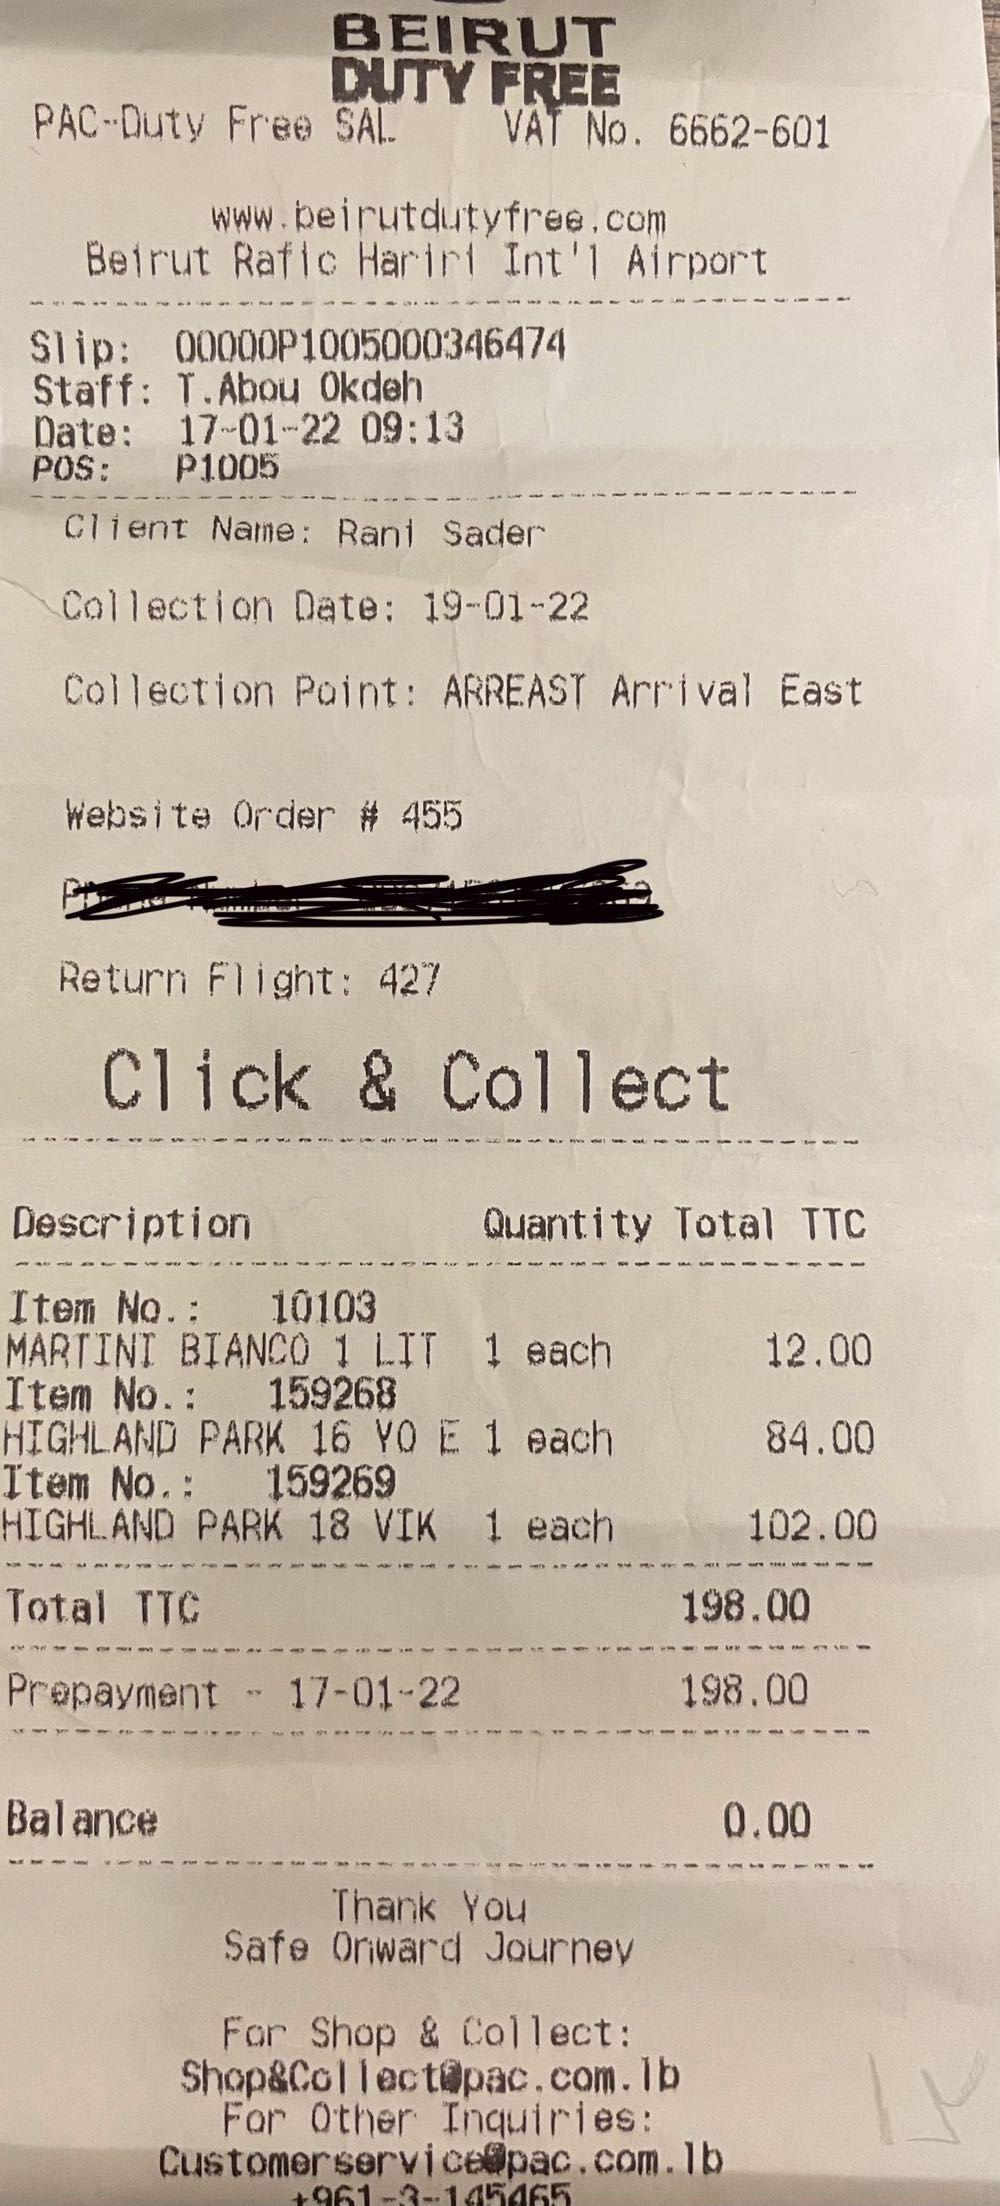 BEIRUT
DUTY FREE
PAC-Duty Free SAL VAT No. 6662-601
www.beirutdutyfree.com
Beirut Rafic Hariri Int'l Airport
Slip: 00000P1005000346474
Staff: T.Abou Okdeh
Date: 17-01-22 09:13
POS: P1005
Client Name: Rani Sader
Collection Date: 19-01-22
Collection Point: ARREAST Arrival East
Website Order # 455
Return Flight: 427
Click & Collect
Description Quantity Total TTC
Item No.: 10103
MARTINI BIANCO 1 LIT 1 each 12.00
Item No.: 159268
HIGHLAND PARK 16 YO E 1 each 84.00
Item No.: 159269
HIGHLAND PARK 18 VIK 1 each 102.00
Total TTC 198.00
Prepayment - 17-01-22 198.00
Balance 0.00
Thank You
Safe Onward Journey
For Shop & Collect:
Shop&Collect@pac.com.lb
For Other Inquiries:
Customerservice@pac.com.lb
+961-3-145465